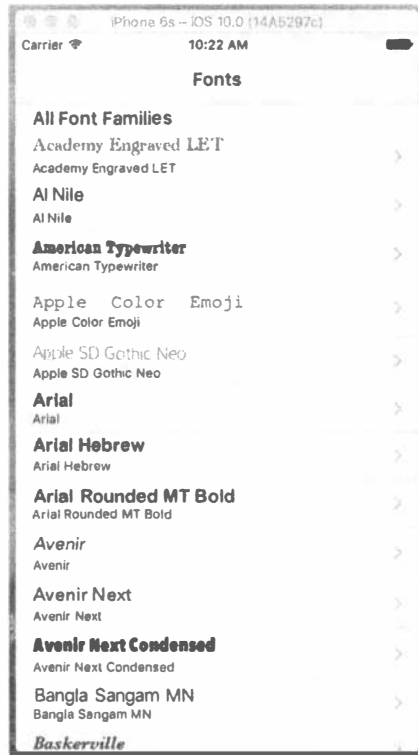 iPhone 6s – iOS 10.0 (14A5297c)
Carrier 10:22 AM
Fonts
All Font Families
Academy Engraved LET
Academy Engraved LET
Al Nile
Al Nile
American Typewriter
American Typewriter
Apple Color Emoji
Apple Color Emoji
Apple SD Gothic Neo
Apple SD Gothic Neo
Arial
Arial
Arial Hebrew
Arial Hebrew
Arial Rounded MT Bold
Arial Rounded MT Bold
Avenir
Avenir
Avenir Next
Avenir Next
Avenir Next Condensed
Avenir Next Condensed
Bangla Sangam MN
Bangla Sangam MN
Baskerville